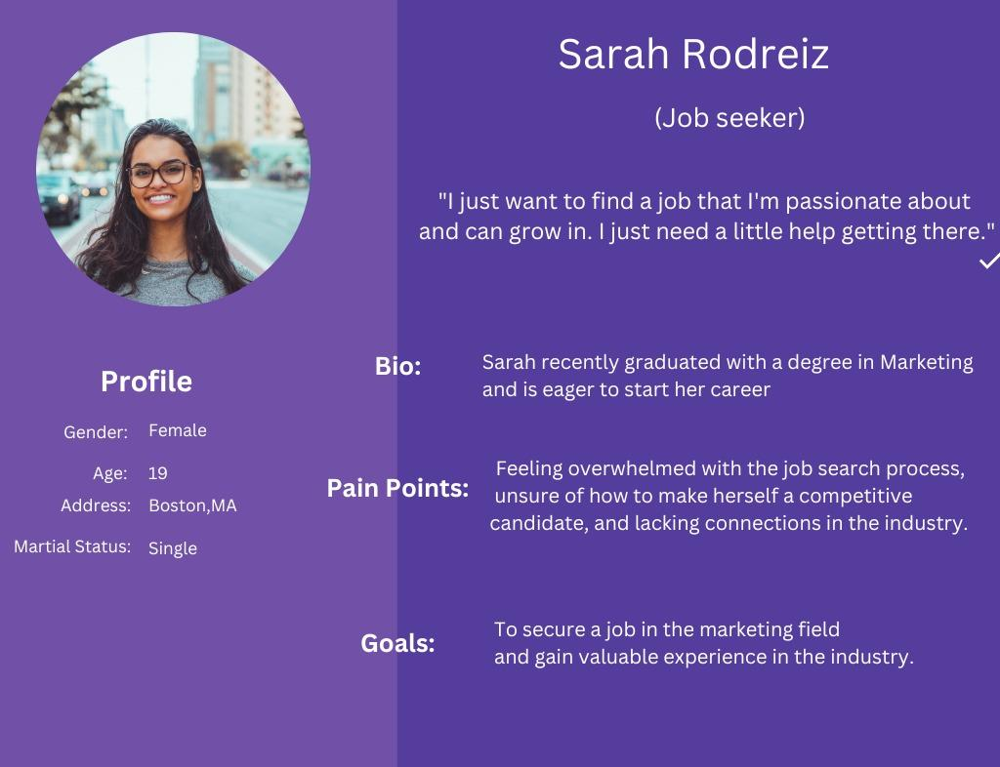 Sarah Rodreiz
(Job seeker)
"I just want to find a job that I'm passionate about
and can grow in. I just need a little help getting there."
Profile
Gender: Female
Age: 19
Address: Boston,MA
Martial Status: Single
Bio:
Sarah recently graduated with a degree in Marketing
and is eager to start her career
Pain Points:
Feeling overwhelmed with the job search process,
unsure of how to make herself a competitive
candidate, and lacking connections in the industry.
Goals:
To secure a job in the marketing field
and gain valuable experience in the industry.